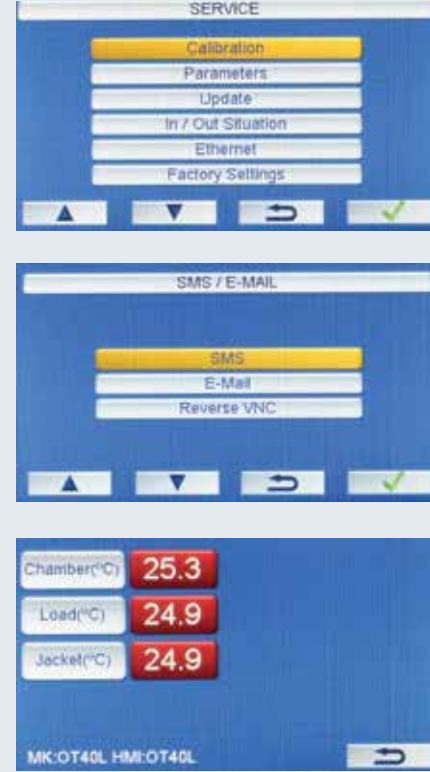 SERVICE
Calibration
Parameters
Update
In / Out Situation
Ethernet
Factory Settings
SMS / E-MAIL
SMS
E-Mail
Reverse VNC
Chamber(°C) 25.3
Load(°C) 24.9
Jacket(°C) 24.9
MK:OT40L HMI:OT40L